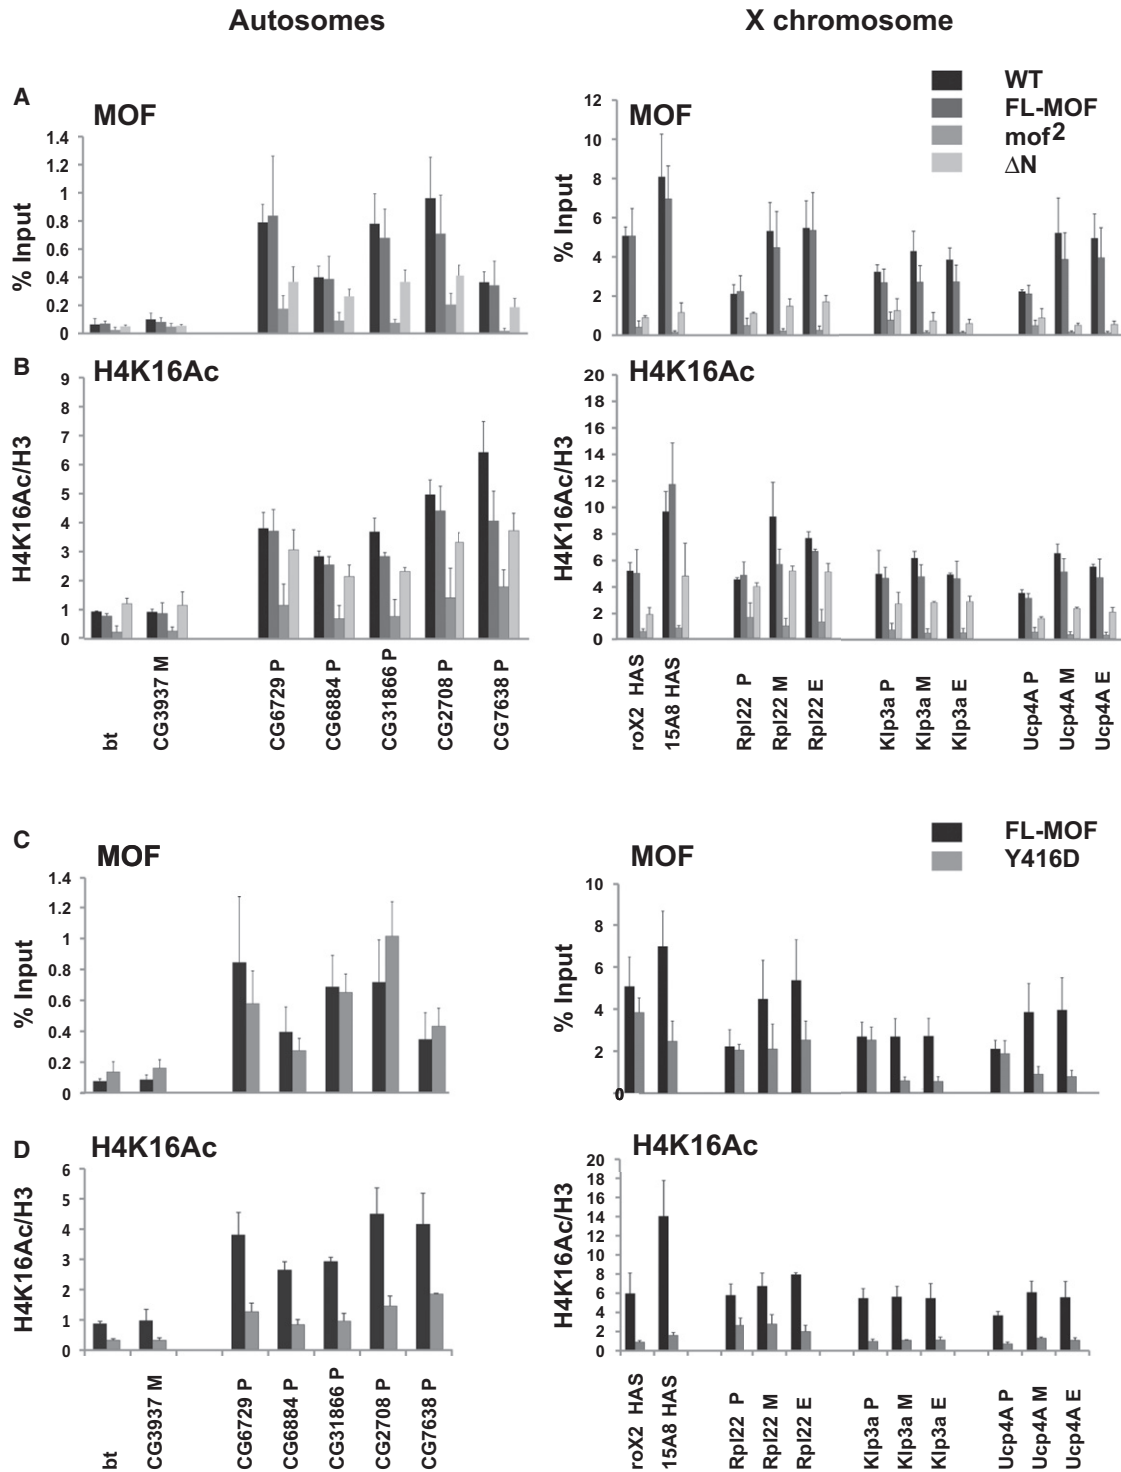 Autosomes
X chromosome
A
MOF
% Input
1.4
1.2
1
0.8
0.6
0.4
0.2
0
MOF
% Input
12
10
8
6
4
2
0
WT
FL-MOF
mof2
ΔN
B
H4K16Ac
H4K16Ac/H3
9
8
7
6
5
4
3
2
1
0
bt
CG3937 M
CG6729 P
CG6884 P
CG31866 P
CG2708 P
CG7638 P
H4K16Ac
H4K16Ac/H3
20
18
16
14
12
10
8
6
4
2
0
roX2 HAS
15A8 HAS
Rpl22 P
Rpl22 M
Rpl22 E
Klp3a P
Klp3a M
Klp3a E
Ucp4A P
Ucp4A M
Ucp4A E
C
MOF
% Input
1.4
1.2
1
0.8
0.6
0.4
0.2
0
MOF
% Input
10
8
6
4
2
0
FL-MOF
Y416D
D
H4K16Ac
H4K16Ac/H3
6
5
4
3
2
1
0
bt
CG3937 M
CG6729 P
CG6884 P
CG31866 P
CG2708 P
CG7638 P
H4K16Ac
H4K16Ac/H3
20
18
16
14
12
10
8
6
4
2
0
roX2 HAS
15A8 HAS
Rpl22 P
Rpl22 M
Rpl22 E
Klp3a P
Klp3a M
Klp3a E
Ucp4A P
Ucp4A M
Ucp4A E